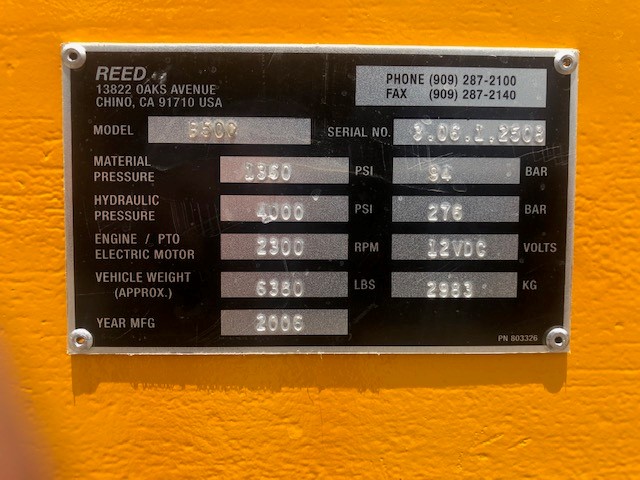 REED
13822 OAKS AVENUE
CHINO, CA 91710 USA
PHONE (909) 287-2100
FAX (909) 287-2140
MODEL
SERIAL NO.
MATERIAL
PRESSURE 1360 PSI 94 BAR
HYDRAULIC
PRESSURE 4000 PSI 276 BAR
ENGINE / PTO
ELECTRIC MOTOR 2300 RPM 12VDC VOLTS
VEHICLE WEIGHT
(APPROX.) 6380 LBS 2983 KG
YEAR MFG 2006
PN 803326